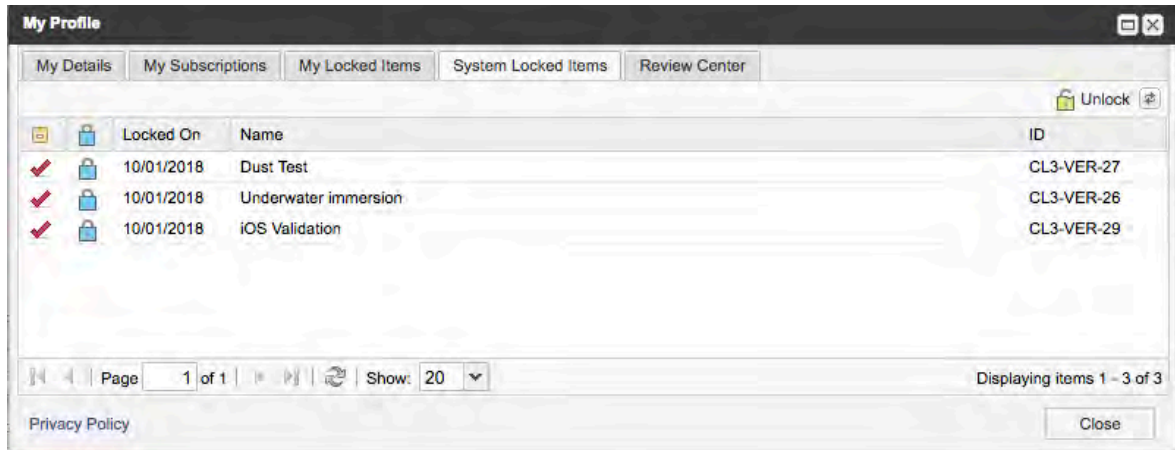 My Profile
My Details My Subscriptions My Locked Items System Locked Items Review Center
Unlock
Locked On Name ID
10/01/2018 Dust Test CL3-VER-27
10/01/2018 Underwater immersion CL3-VER-26
10/01/2018 iOS Validation CL3-VER-29
Page 1 of 1 Show: 20 Displaying items 1 - 3 of 3
Privacy Policy Close